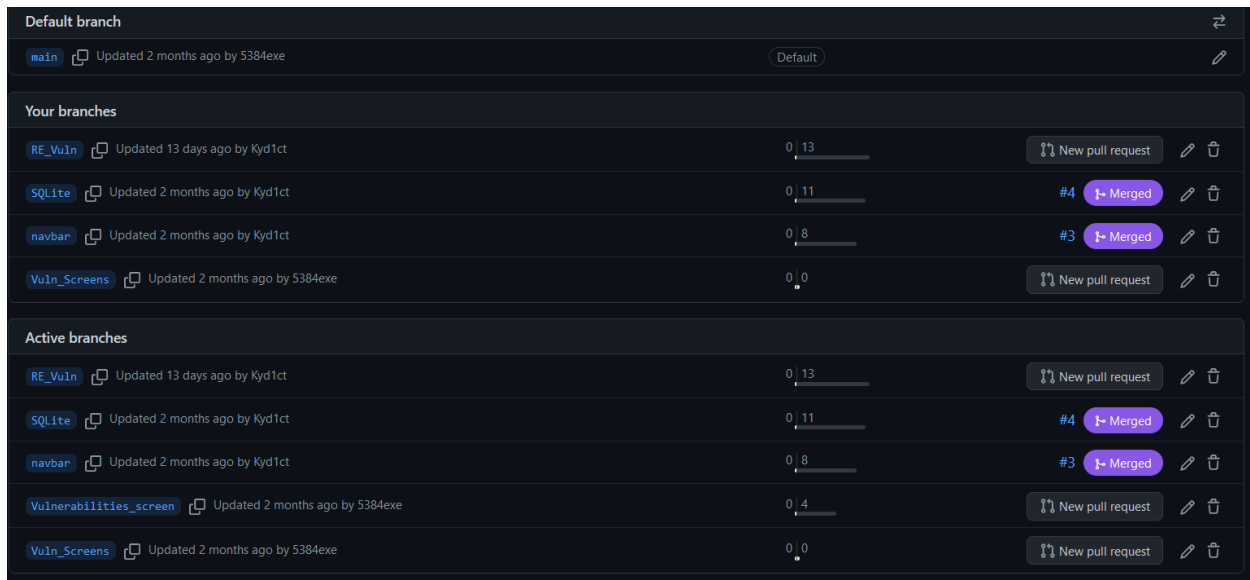 Default branch
main Updated 2 months ago by 5384exe Default
Your branches
RE_Vuln Updated 13 days ago by Kyd1ct 0 13 New pull request
SQLite Updated 2 months ago by Kyd1ct 0 11 #4 Merged
navbar Updated 2 months ago by Kyd1ct 0 8 #3 Merged
Vuln_Screens Updated 2 months ago by 5384exe 0 0 New pull request
Active branches
RE_Vuln Updated 13 days ago by Kyd1ct 0 13 New pull request
SQLite Updated 2 months ago by Kyd1ct 0 11 #4 Merged
navbar Updated 2 months ago by Kyd1ct 0 8 #3 Merged
Vulnerabilities_screen Updated 2 months ago by 5384exe 0 4 New pull request
Vuln_Screens Updated 2 months ago by 5384exe 0 0 New pull request